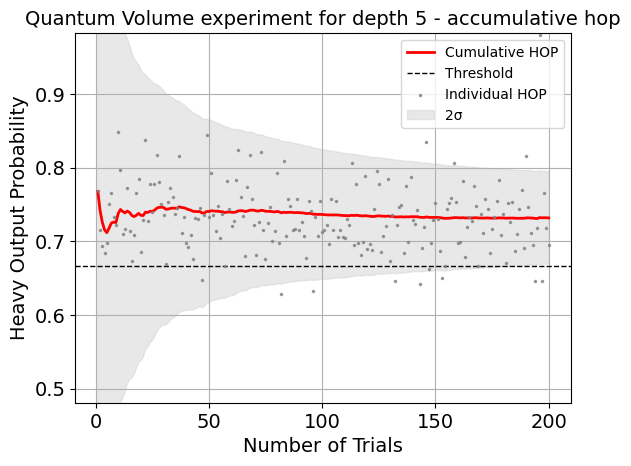 Quantum Volume experiment for depth 5 - accumulative hop
Cumulative HOP
Threshold
Individual HOP
2σ
Heavy Output Probability
0.9
0.8
0.7
0.6
0.5
0
50
100
150
200
Number of Trials